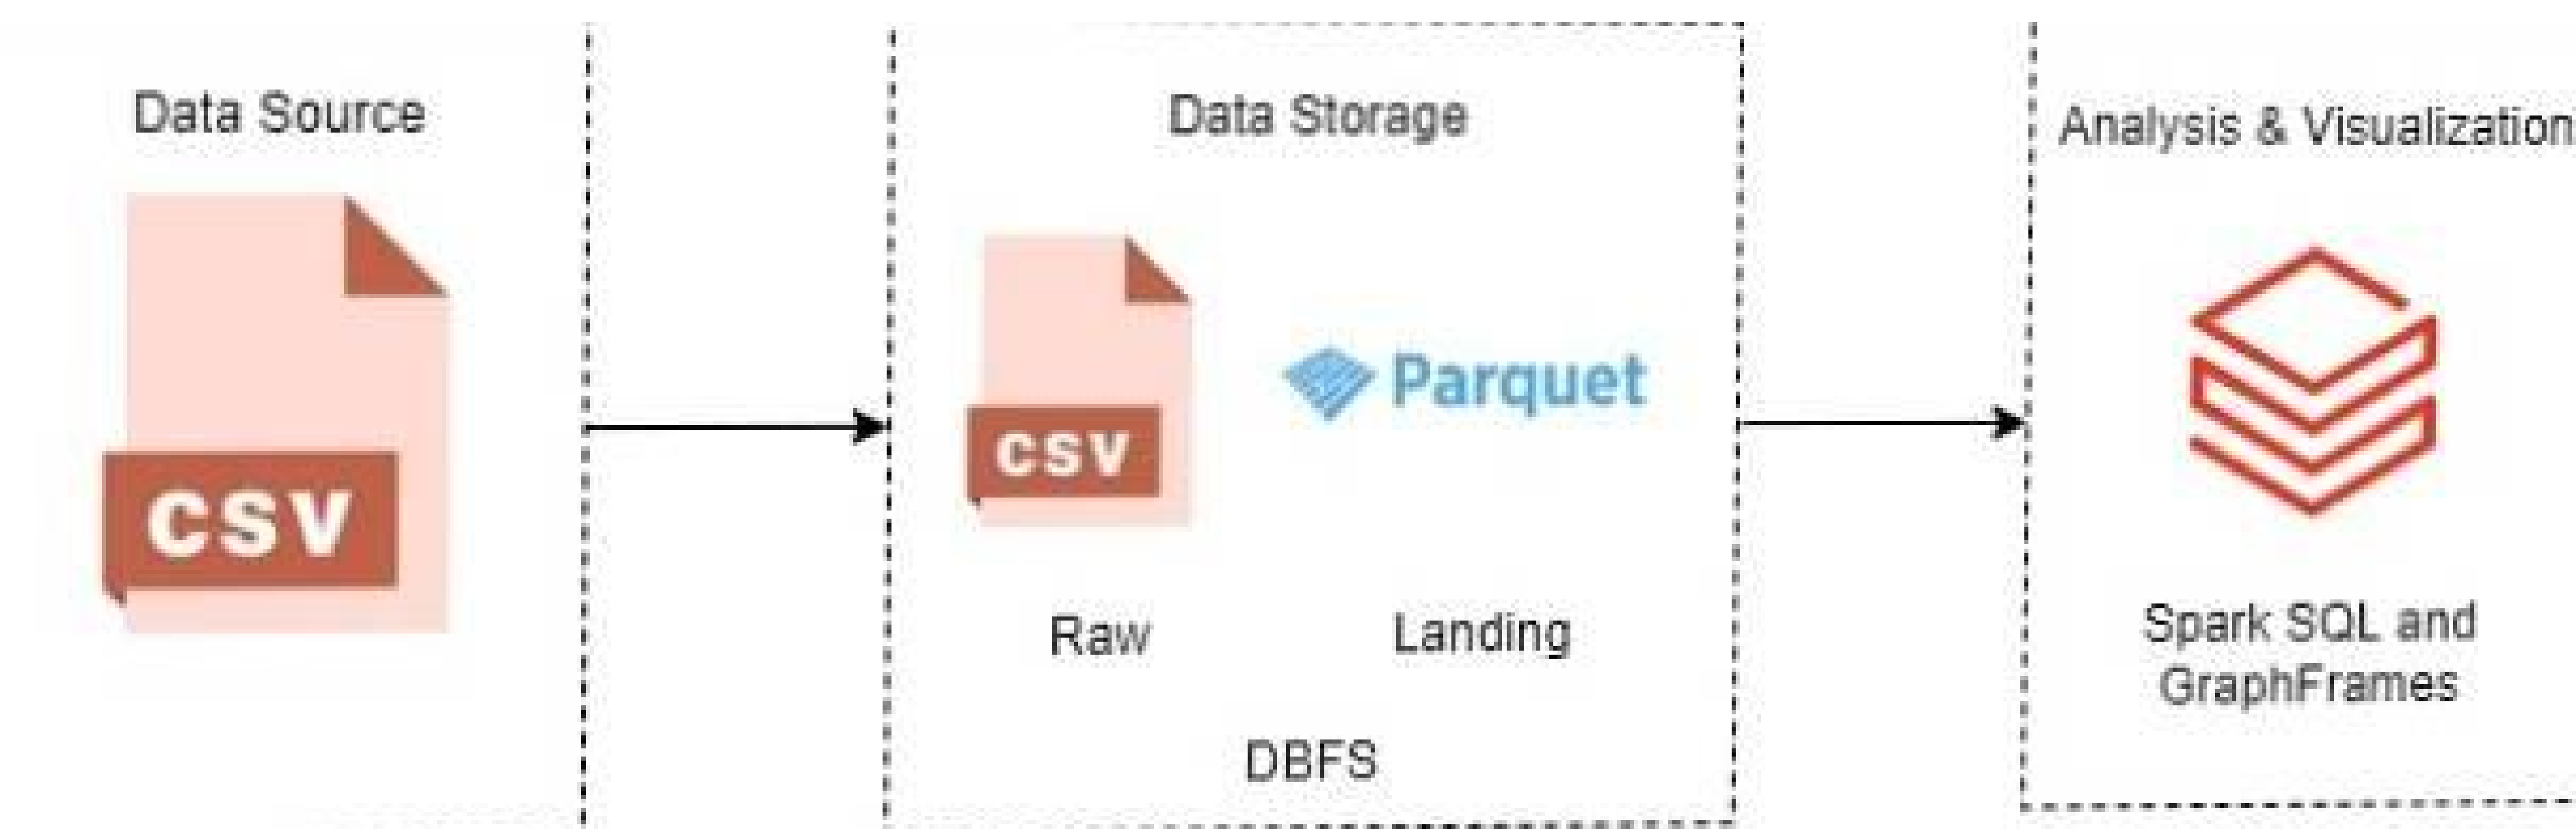 Data Source
CSV
Data Storage
CSV
Parquet
Raw
Landing
DBFS
Analysis & Visualization
Spark SQL and
GraphFrames